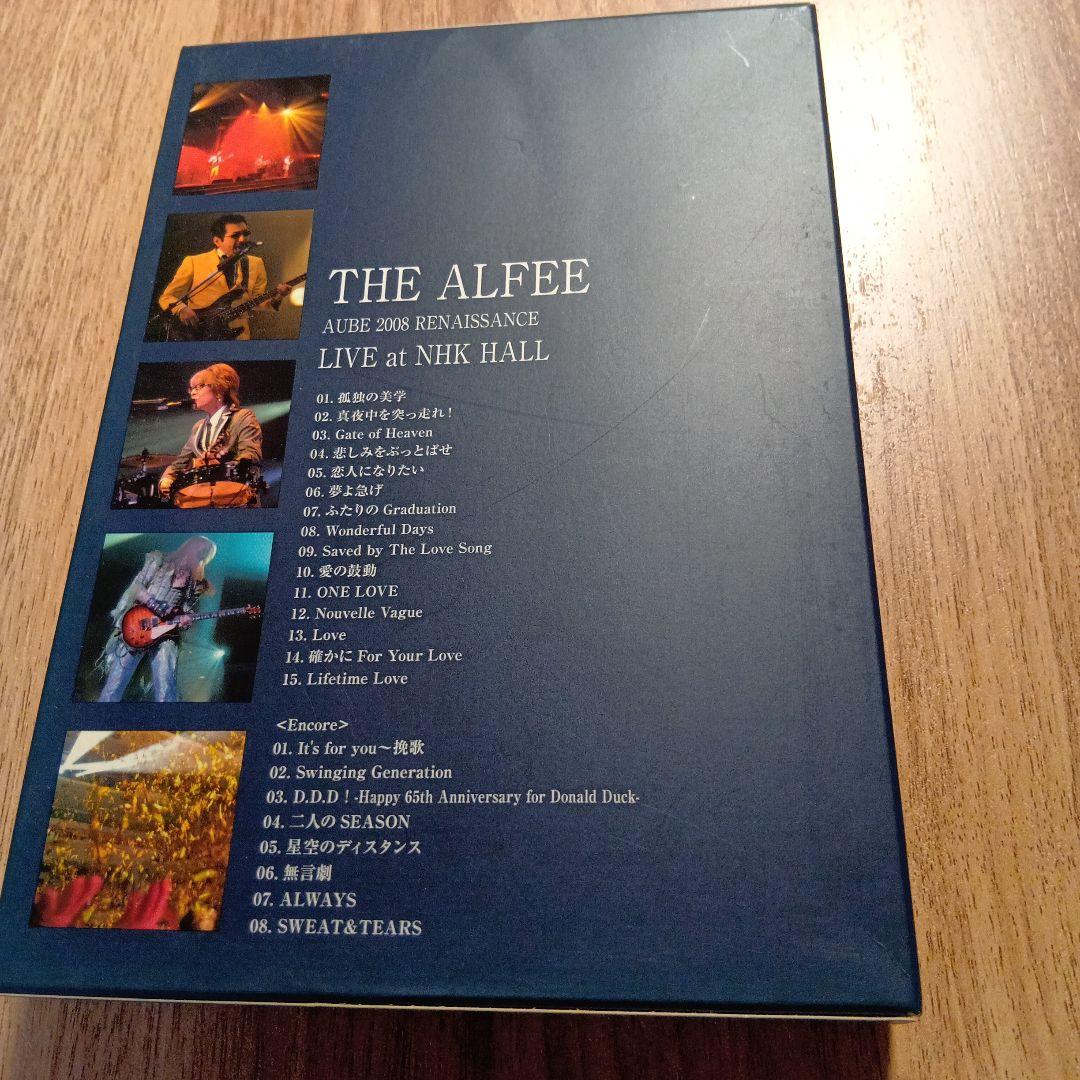 THE ALFEE
AUBE 2008 RENAISSANCE
LIVE at NHK HALL
01. 孤独の美学
02. 真夜中を突っ走れ!
03. Gate of Heaven
04. 悲しみをぶっとばせ
05. 恋人になりたい
06. 夢よ急げ
07. ふたりの Graduation
08. Wonderful Days
09. Saved by The Love Song
10. 愛の鼓動
11. ONE LOVE
12. Nouvelle Vague
13. Love
14. 確かに For Your Love
15. Lifetime Love
<Encore>
01. It's for you〜挽歌
02. Swinging Generation
03. D.D.D ! -Happy 65th Anniversary for Donald Duck-
04. 二人の SEASON
05. 星空のディスタンス
06. 無言劇
07. ALWAYS
08. SWEAT&TEARS